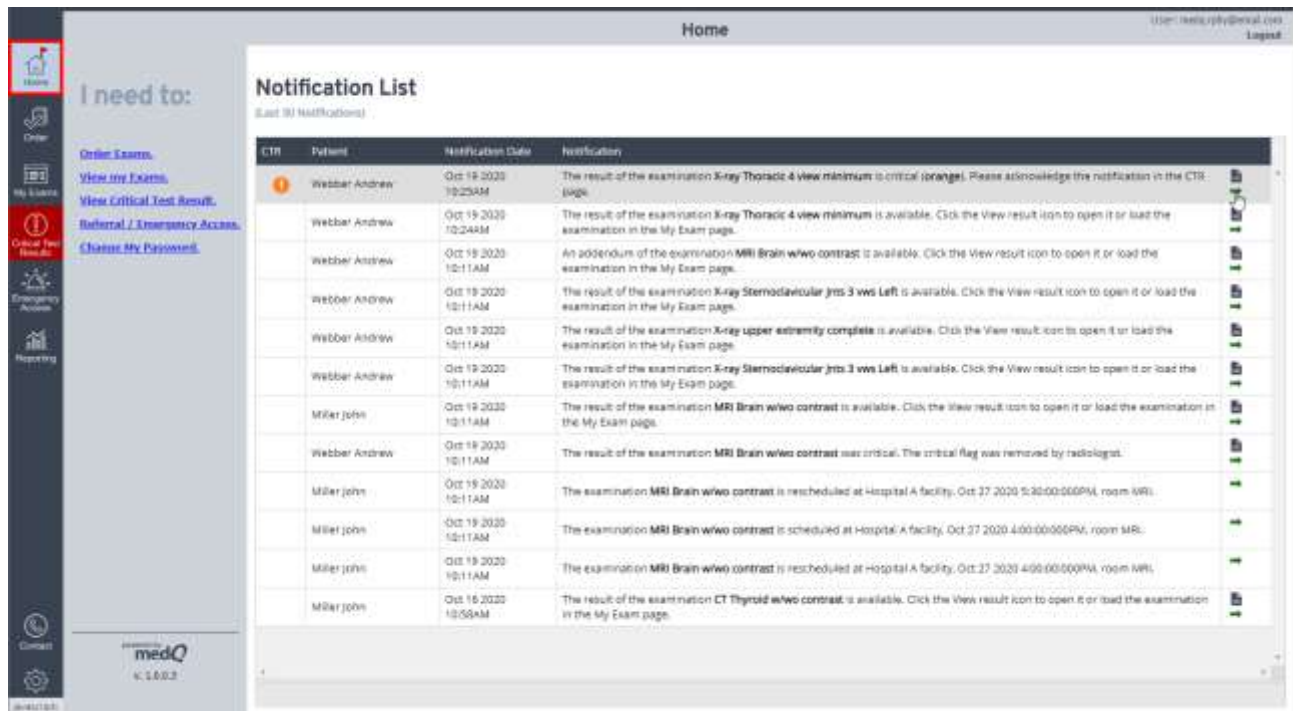 Home
Logout
Home
Order
My Exams
Critical Test
Results
Emergency
Access
Reporting
Contact
I need to:
Order Exams.
View my Exams.
View Critical Test Result.
Referral / Emergency Access.
Change My Password.
medQ
Notification List
CTR Patient Notification Date Notification
Webber Andrew
Oct 19 2020
10:25AM
The result of the examination X-ray Thoracic 4 view minimum is critical (orange). Please acknowledge the notification in the CTR
page.
Webber Andrew
Oct 19 2020
10:24AM
The result of the examination X-ray Thoracic 4 view minimum is available. Click the View result icon to open it or load the
examination in the My Exam page.
Webber Andrew
Oct 19 2020
10:11AM
An addendum of the examination MRI Brain w/wo contrast is available. Click the View result icon to open it or load the
examination in the My Exam page.
Webber Andrew
Oct 19 2020
10:11AM
The result of the examination X-ray Sternoclavicular Jnts 3 vws Left is available. Click the View result icon to open it or load the
examination in the My Exam page.
Webber Andrew
Oct 19 2020
10:11AM
The result of the examination X-ray upper extremity complete is available. Click the View result icon to open it or load the
examination in the My Exam page.
Webber Andrew
Oct 19 2020
10:11AM
The result of the examination X-ray Sternoclavicular Jnts 3 vws Left is available. Click the View result icon to open it or load the
examination in the My Exam page.
Miller John
Oct 19 2020
10:11AM
The result of the examination MRI Brain w/wo contrast is available. Click the View result icon to open it or load the examination in
the My Exam page.
Webber Andrew
Oct 19 2020
10:11AM
The result of the examination MRI Brain w/wo contrast was critical. The critical flag was removed by radiologist.
Miller John
Oct 19 2020
10:11AM
The examination MRI Brain w/wo contrast is rescheduled at Hospital A facility, Oct 27 2020 5:30:00:000PM, room MRI.
Miller John
Oct 19 2020
10:11AM
The examination MRI Brain w/wo contrast is scheduled at Hospital A facility, Oct 27 2020 4:00:00:000PM, room MRI.
Miller John
Oct 19 2020
10:11AM
The examination MRI Brain w/wo contrast is rescheduled at Hospital A facility, Oct 27 2020 4:00:00:000PM, room MRI.
Miller John
Oct 16 2020
10:58AM
The result of the examination CT Thyroid w/wo contrast is available. Click the View result icon to open it or load the examination
in the My Exam page.